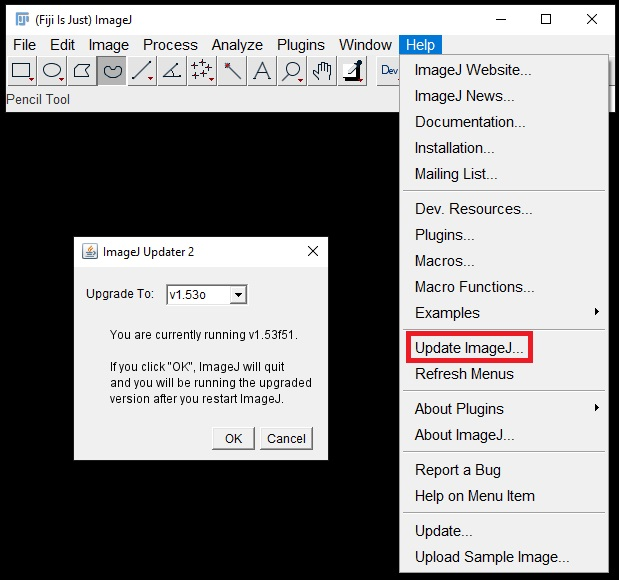 (Fiji Is Just) ImageJ
File Edit Image Process Analyze Plugins Window Help
A Dev
Pencil Tool
ImageJ Website...
ImageJ News...
Documentation...
Installation...
Mailing List...
Dev. Resources...
Plugins...
Macros...
Macro Functions...
Examples
Update ImageJ...
Refresh Menus
About Plugins
About ImageJ...
Report a Bug
Help on Menu Item
Update...
Upload Sample Image...
ImageJ Updater 2
Upgrade To: v1.53o
You are currently running v1.53f51.
If you click "OK", ImageJ will quit
and you will be running the upgraded
version after you restart ImageJ.
OK Cancel